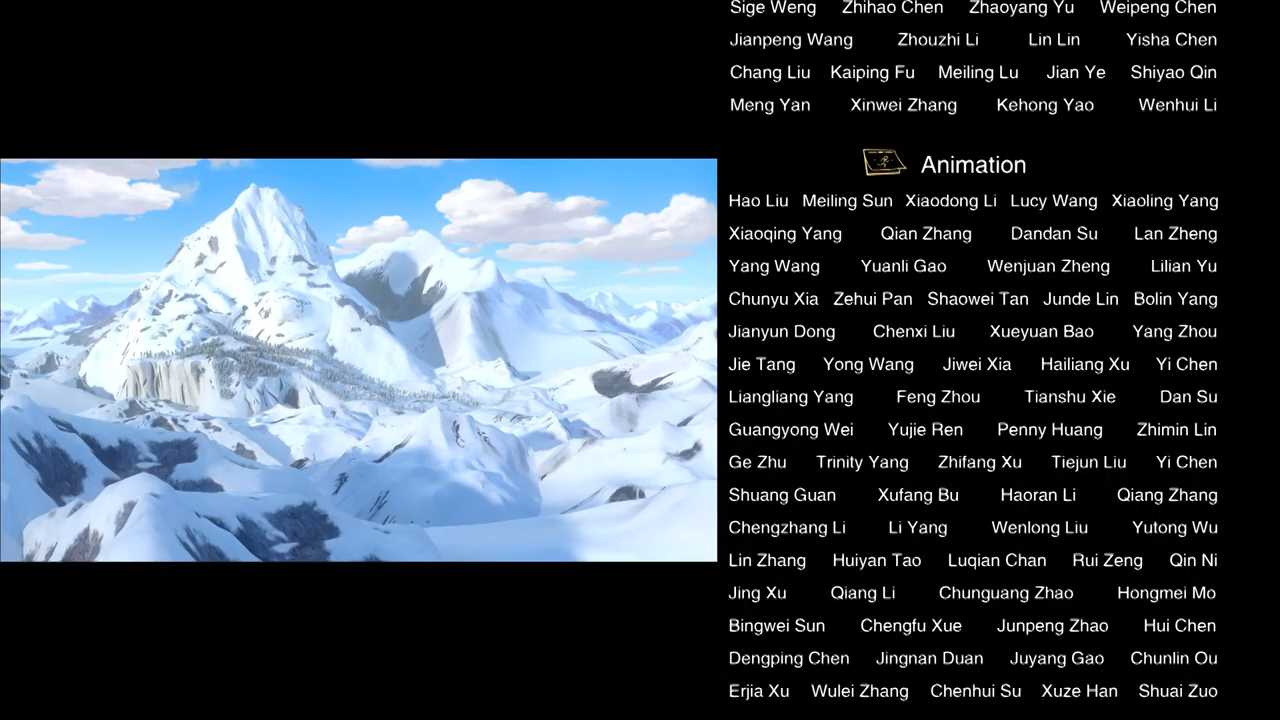 Sige Weng Zhihao Chen Zhaoyang Yu Weipeng Chen
Jianpeng Wang Zhouzhi Li Lin Lin Yisha Chen
Chang Liu Kaiping Fu Meiling Lu Jian Ye Shiyao Qin
Meng Yan Xinwei Zhang Kehong Yao Wenhui Li
Animation
Hao Liu Meiling Sun Xiaodong Li Lucy Wang Xiaoling Yang
Xiaoqing Yang Qian Zhang Dandan Su Lan Zheng
Yang Wang Yuanli Gao Wenjuan Zheng Lilian Yu
Chunyu Xia Zehui Pan Shaowei Tan Junde Lin Bolin Yang
Jianyun Dong Chenxi Liu Xueyuan Bao Yang Zhou
Jie Tang Yong Wang Jiwei Xia Hailiang Xu Yi Chen
Liangliang Yang Feng Zhou Tianshu Xie Dan Su
Guangyong Wei Yujie Ren Penny Huang Zhimin Lin
Ge Zhu Trinity Yang Zhifang Xu Tiejun Liu Yi Chen
Shuang Guan Xufang Bu Haoran Li Qiang Zhang
Chengzhang Li Li Yang Wenlong Liu Yutong Wu
Lin Zhang Huiyan Tao Luqian Chan Rui Zeng Qin Ni
Jing Xu Qiang Li Chunguang Zhao Hongmei Mo
Bingwei Sun Chengfu Xue Junpeng Zhao Hui Chen
Dengping Chen Jingnan Duan Juyang Gao Chunlin Ou
Erjia Xu Wulei Zhang Chenhui Su Xuze Han Shuai Zuo